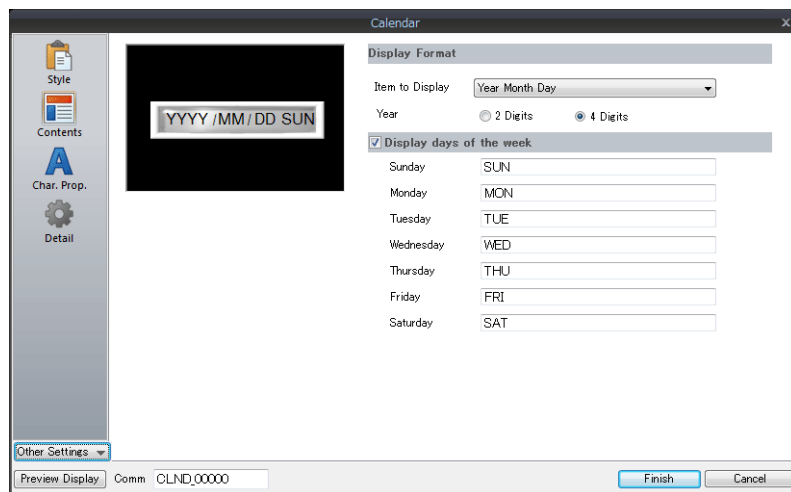 Calendar
x
Style
Contents
Char. Prop.
Detail
Other Settings
YYYY /MM/ DD SUN
Display Format
Item to Display Year Month Day
Year 2 Digits 4 Digits
Display days of the week
Sunday SUN
Monday MON
Tuesday TUE
Wednesday WED
Thursday THU
Friday FRI
Saturday SAT
Preview Display Comm CLND_00000 Finish Cancel